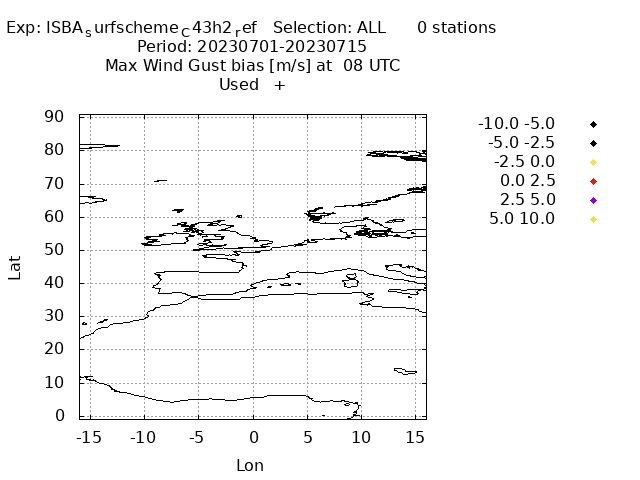 Exp: ISBAsurfschemeC43h2ref Selection: ALL 0 stations
Period: 20230701-20230715
Max Wind Gust bias [m/s] at 08 UTC
Used +
-10.0 -5.0
-5.0 -2.5
-2.5 0.0
0.0 2.5
2.5 5.0
5.0 10.0
90
80
70
60
50
40
30
20
10
0
Lat
-15 -10 -5 0 5 10 15
Lon